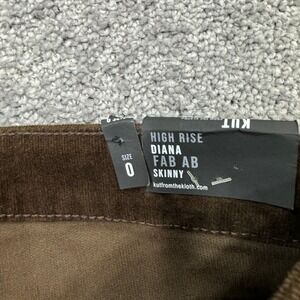 KUT
HIGH RISE
DIANA
FAB AB
SKINNY
kutfromthekloth.com
SIZE
0